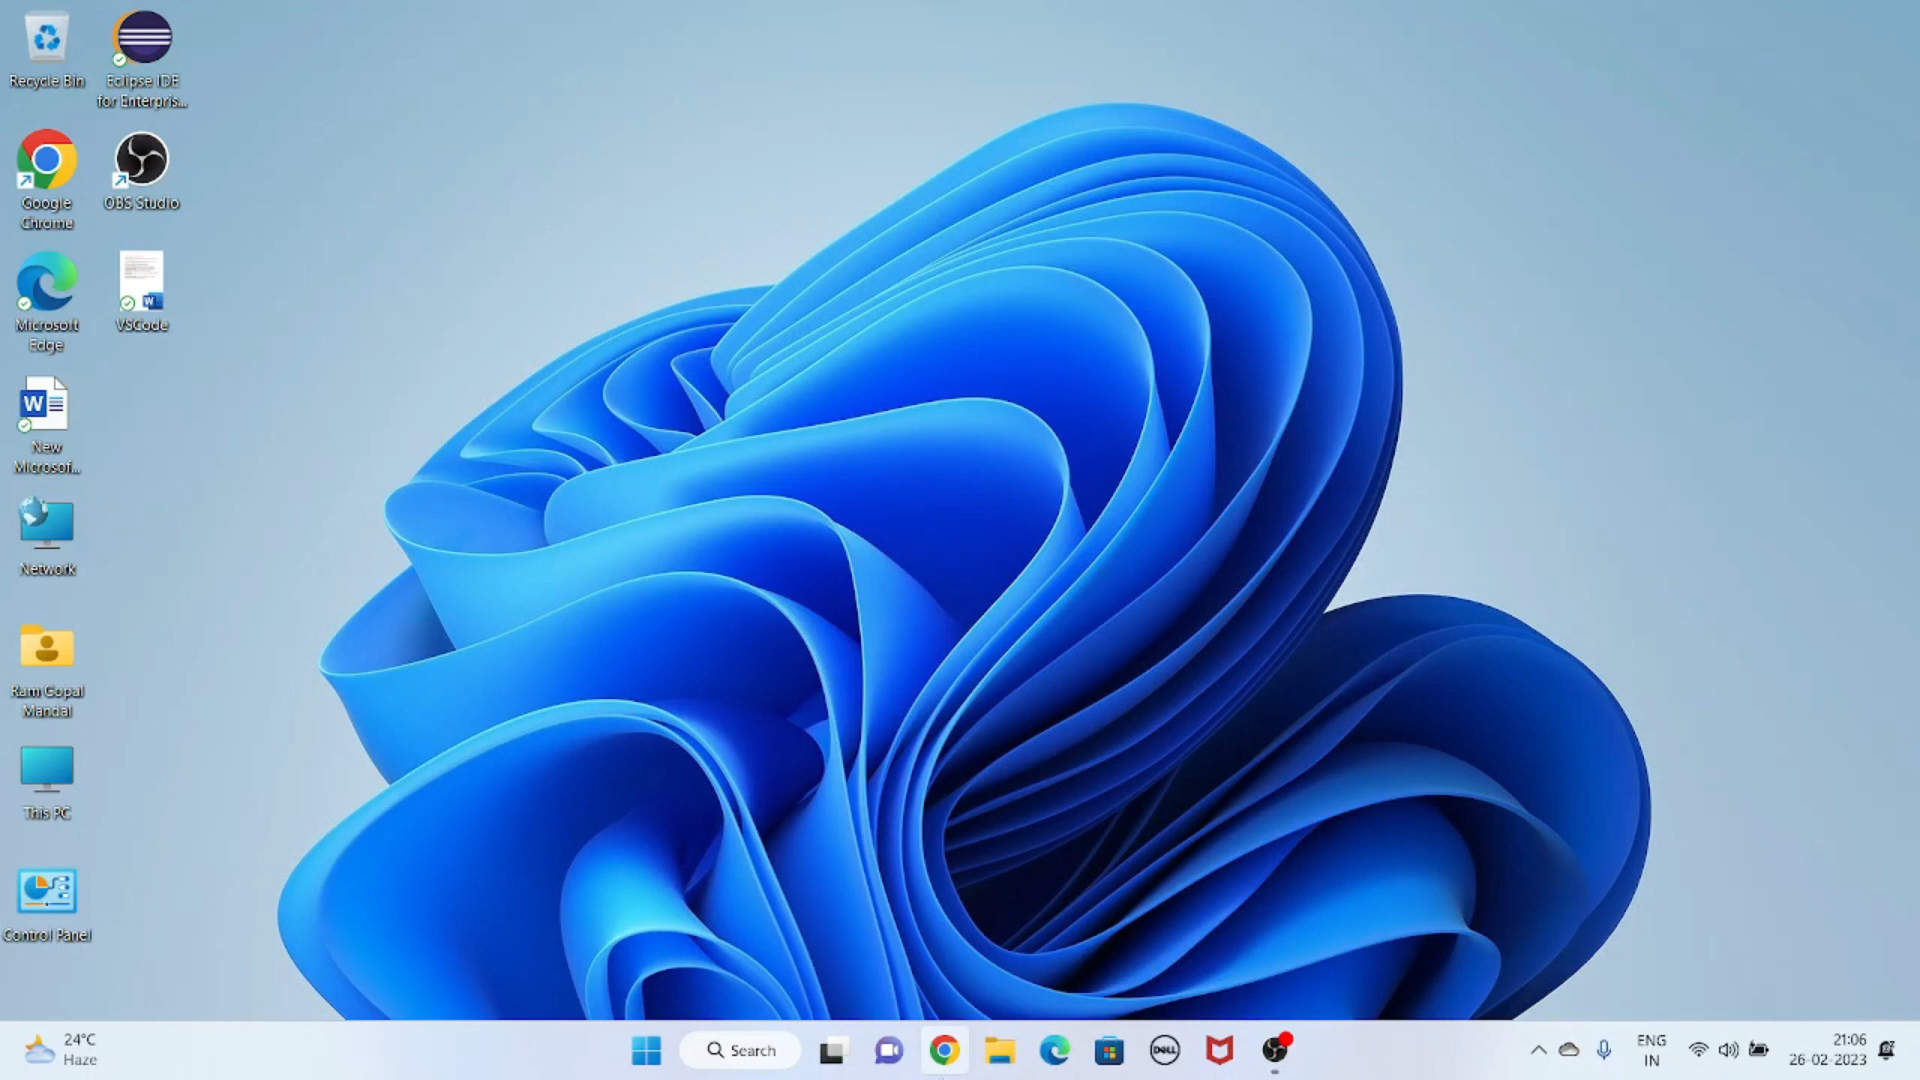 Recycle Bin
Eclipse IDE
for Enterpris...
Google
Chrome
OBS Studio
Microsoft
Edge
VSCode
New
Microsof...
Network
Ram Gopal
Mandal
This PC
Control Panel
24°C
Haze
Search
DELL
ENG
IN
21:06
26-02-2023